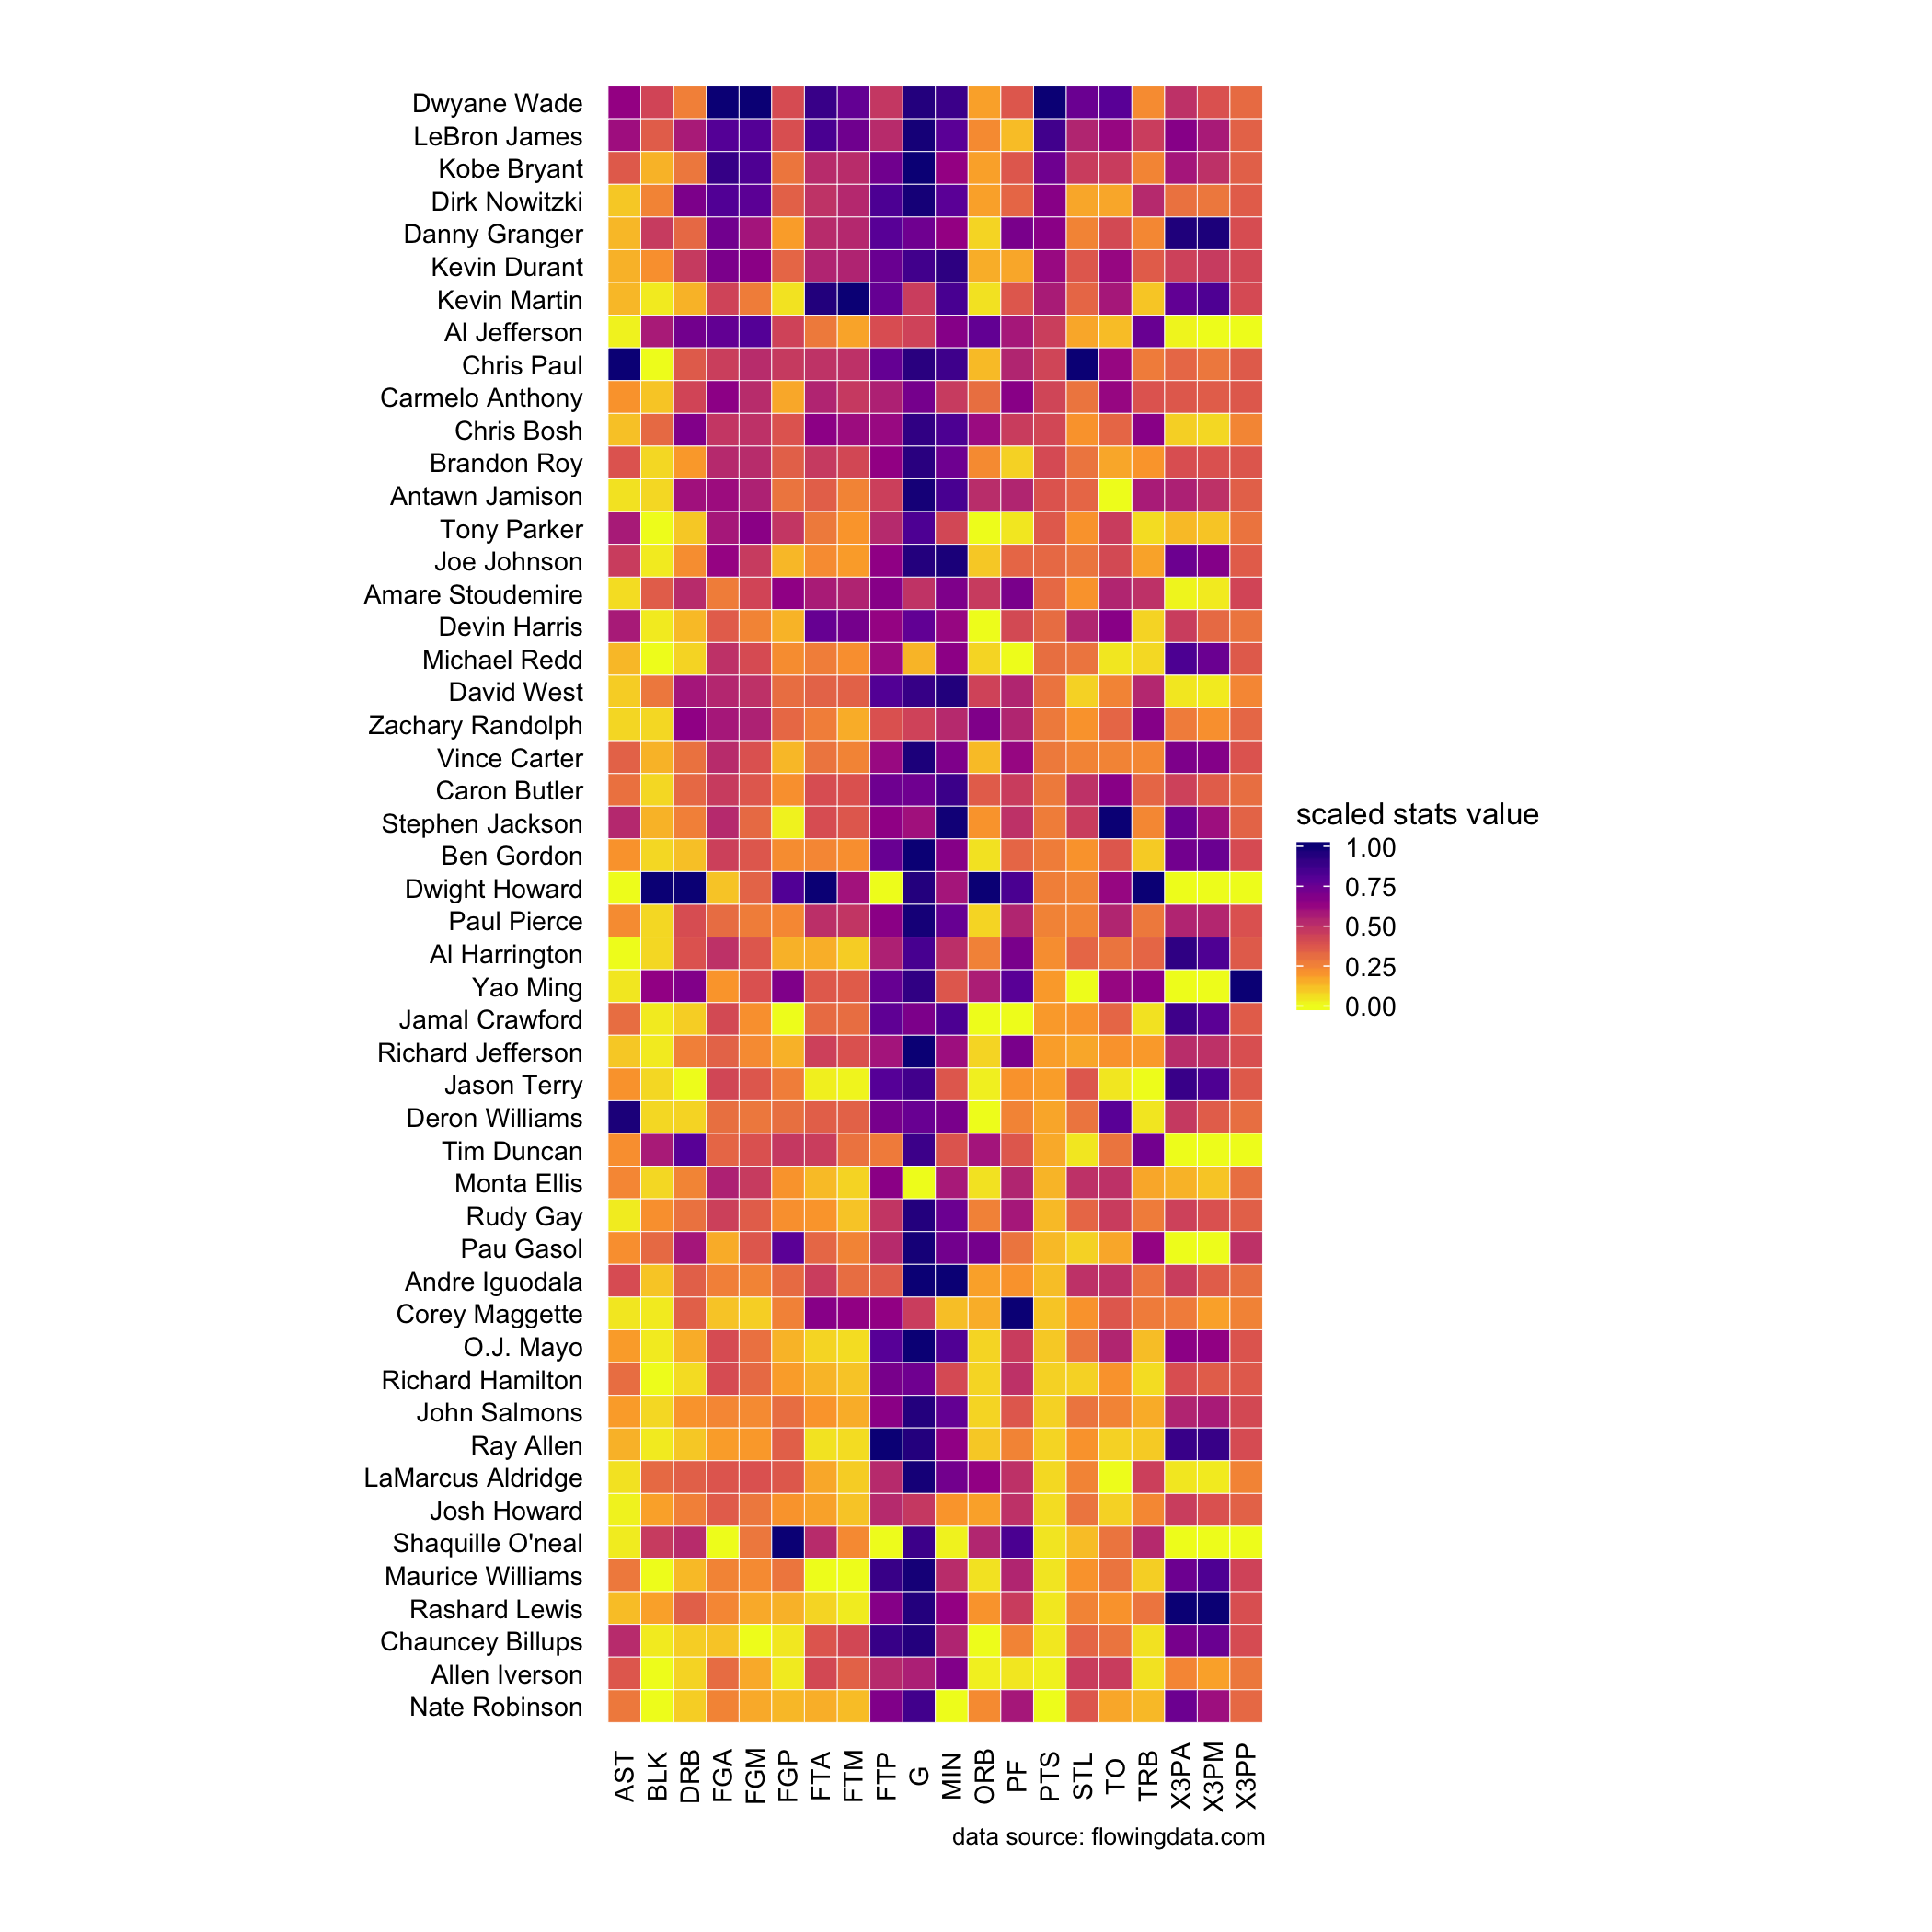 Dwyane Wade
LeBron James
Kobe Bryant
Dirk Nowitzki
Danny Granger
Kevin Durant
Kevin Martin
Al Jefferson
Chris Paul
Carmelo Anthony
Chris Bosh
Brandon Roy
Antawn Jamison
Tony Parker
Joe Johnson
Amare Stoudemire
Devin Harris
Michael Redd
David West
Zachary Randolph
Vince Carter
Caron Butler
Stephen Jackson
Ben Gordon
Dwight Howard
Paul Pierce
Al Harrington
Yao Ming
Jamal Crawford
Richard Jefferson
Jason Terry
Deron Williams
Tim Duncan
Monta Ellis
Rudy Gay
Pau Gasol
Andre Iguodala
Corey Maggette
O.J. Mayo
Richard Hamilton
John Salmons
Ray Allen
LaMarcus Aldridge
Josh Howard
Shaquille O'neal
Maurice Williams
Rashard Lewis
Chauncey Billups
Allen Iverson
Nate Robinson
AST BLK DRB FGA FGM FGP FTA FTM FTP G MIN ORB PF PTS STL TO TRB X3PA X3PM X3PP
data source: flowingdata.com
scaled stats value
1.00
0.75
0.50
0.25
0.00